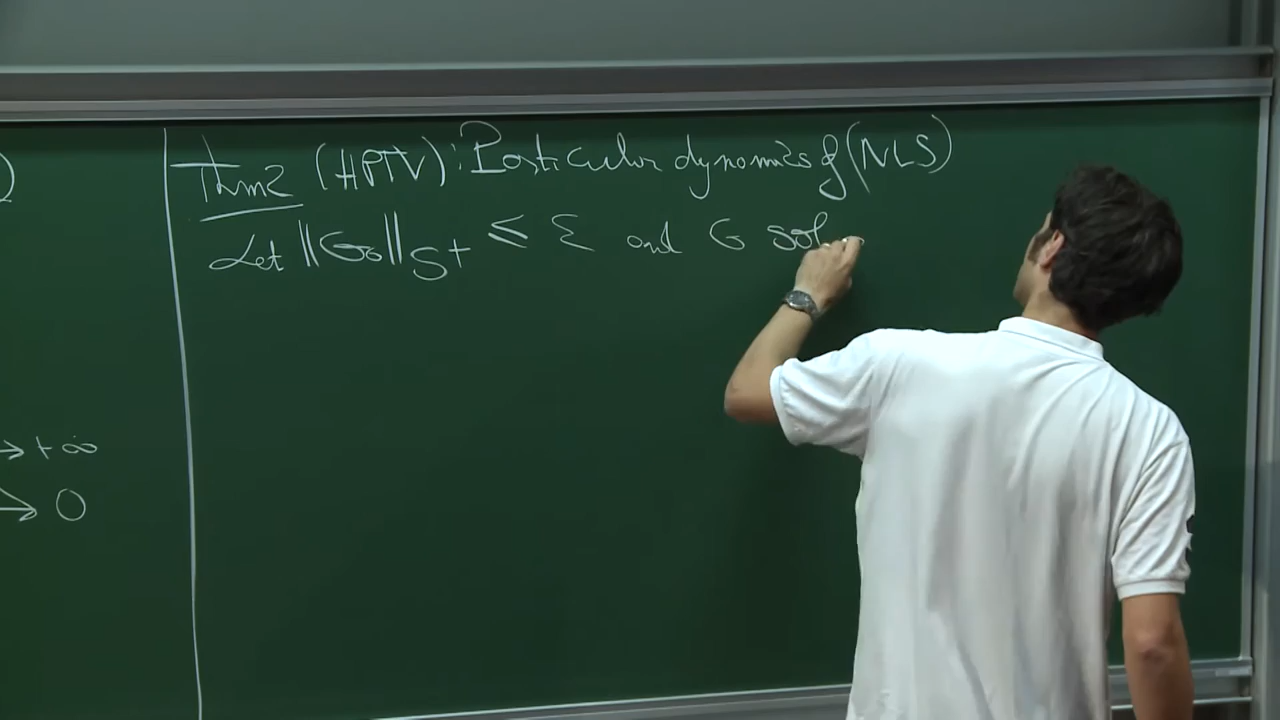 )
Thm2 (HPTV): Particular dynamics of (NLS)
Let ||G₀||_{S⁺} ≤ ε and G sol
→ +∞
→ 0